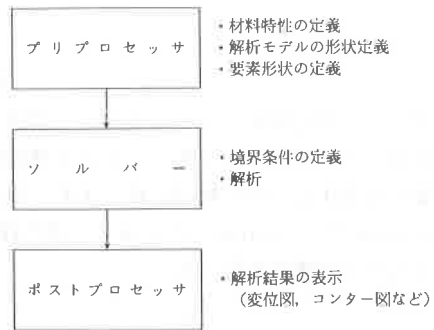 プリプロセッサ
・材料特性の定義
・解析モデルの形状定義
・要素形状の定義
ソルバー
・境界条件の定義
・解析
ポストプロセッサ
・解析結果の表示
（変位図，コンター図など）